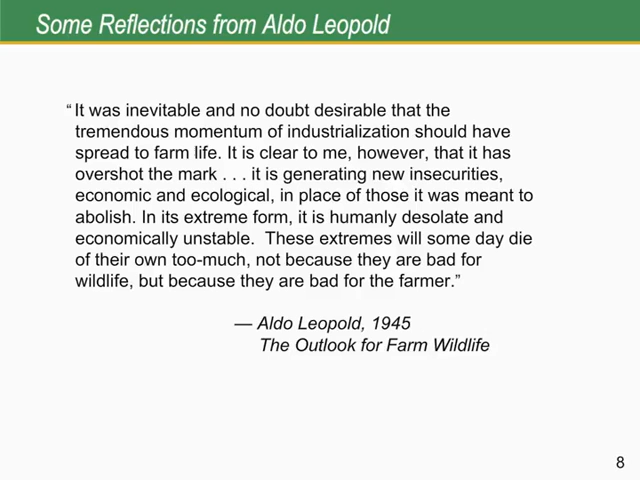 Some Reflections from Aldo Leopold
“ It was inevitable and no doubt desirable that the
tremendous momentum of industrialization should have
spread to farm life. It is clear to me, however, that it has
overshot the mark . . . it is generating new insecurities,
economic and ecological, in place of those it was meant to
abolish. In its extreme form, it is humanly desolate and
economically unstable.  These extremes will some day die
of their own too-much, not because they are bad for
wildlife, but because they are bad for the farmer.”
— Aldo Leopold, 1945
The Outlook for Farm Wildlife
8